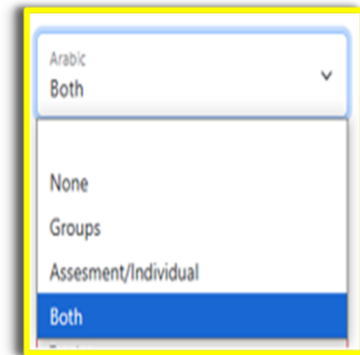 Arabic
Both
None
Groups
Assesment/Individual
Both